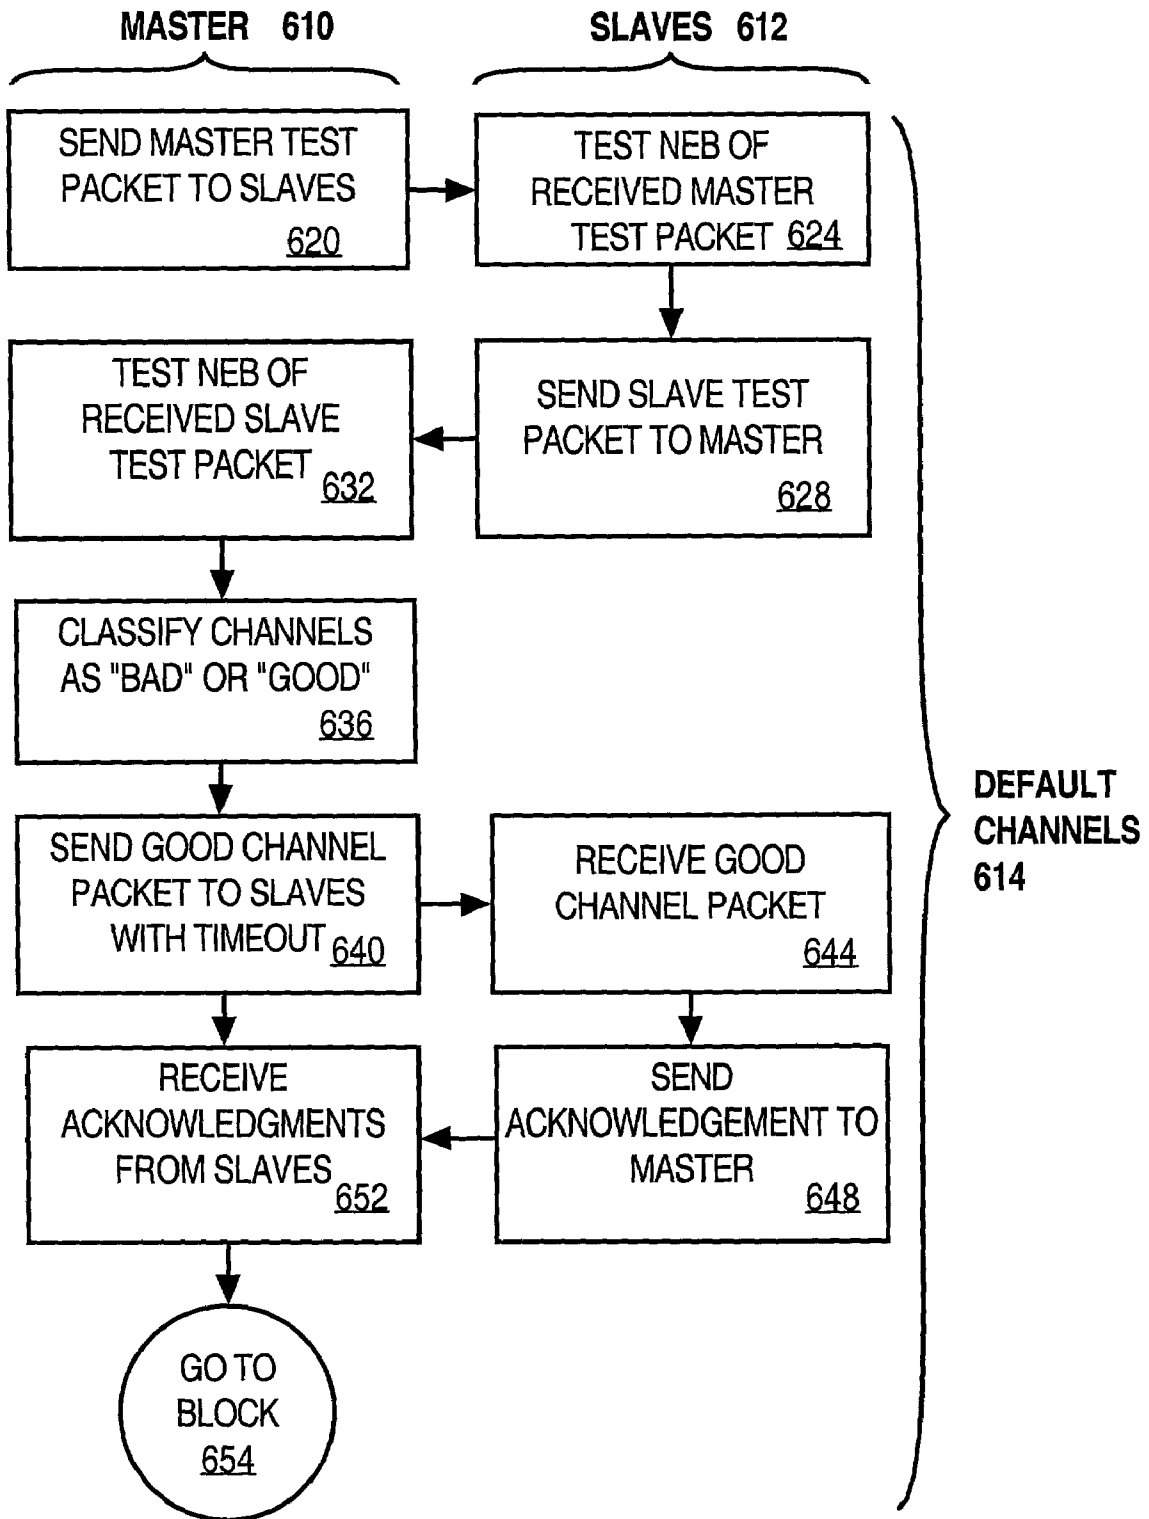 MASTER 610
SLAVES 612
SEND MASTER TEST
PACKET TO SLAVES
620
TEST NEB OF
RECEIVED MASTER
TEST PACKET 624
TEST NEB OF
RECEIVED SLAVE
TEST PACKET
632
SEND SLAVE TEST
PACKET TO MASTER
628
CLASSIFY CHANNELS
AS "BAD" OR "GOOD"
636
SEND GOOD CHANNEL
PACKET TO SLAVES
WITH TIMEOUT 640
RECEIVE GOOD
CHANNEL PACKET
644
RECEIVE
ACKNOWLEDGMENTS
FROM SLAVES
652
SEND
ACKNOWLEDGEMENT TO
MASTER
648
GO TO
BLOCK
654
DEFAULT
CHANNELS
614